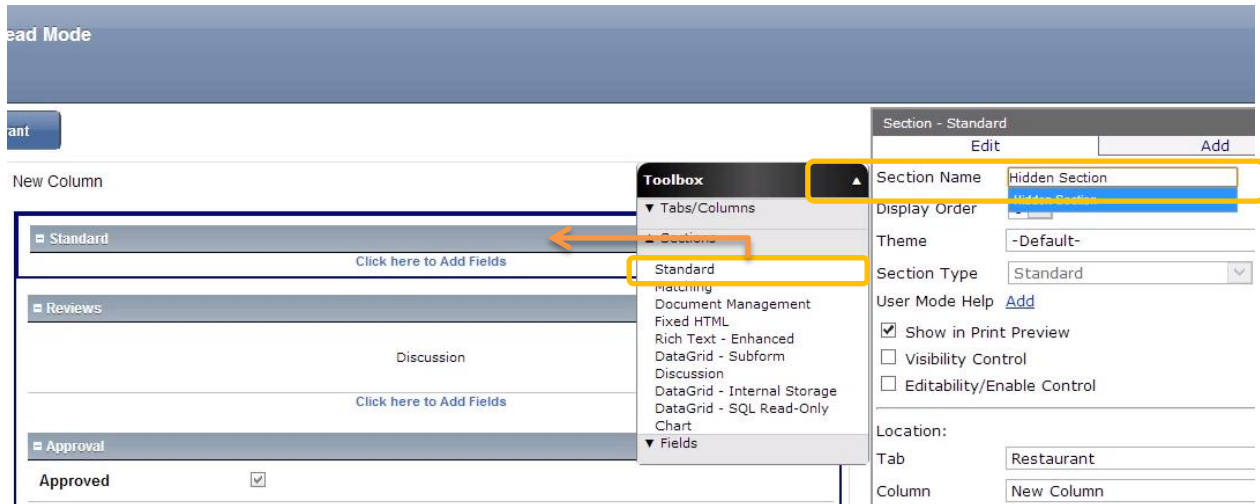 ead Mode
rant
New Column
Standard
Click here to Add Fields
Reviews
Discussion
Click here to Add Fields
Approval
Approved
Toolbox
Tabs/Columns
Sections
Standard
Matching
Document Management
Fixed HTML
Rich Text - Enhanced
DataGrid - Subform
Discussion
DataGrid - Internal Storage
DataGrid - SQL Read-Only
Chart
Fields
Section - Standard
Edit Add
Section Name Hidden Section
Hidden Section
Display Order
Theme -Default-
Section Type Standard
User Mode Help Add
Show in Print Preview
Visibility Control
Editability/Enable Control
Location:
Tab Restaurant
Column New Column